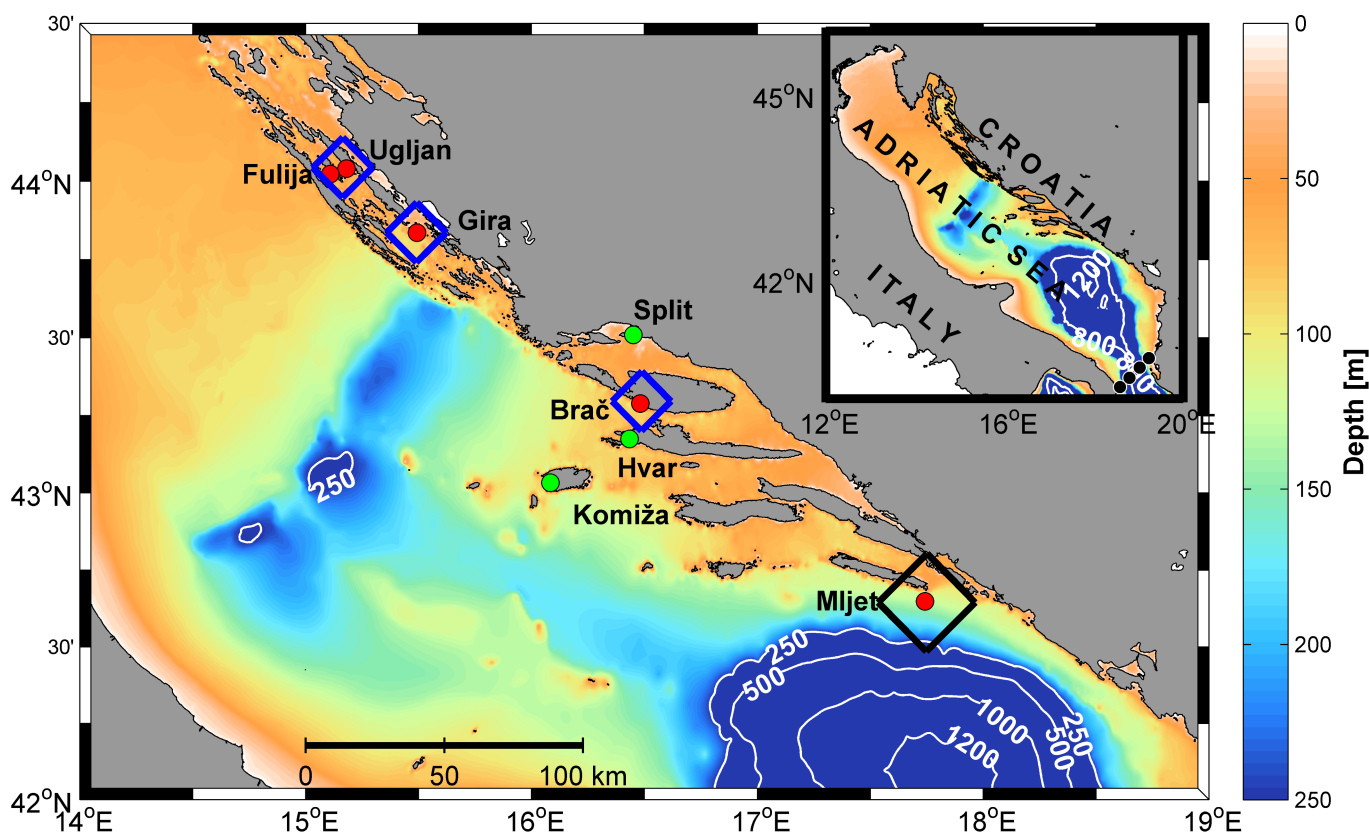 30'
44°N
30'
43°N
30'
42°N
14°E
15°E
16°E
17°E
18°E
19°E
Ugljan
Fulija
Gira
Split
Brač
Hvar
Komiža
Mljet
250
250
500
1000
1200
250
500
0
50
100 km
45°N
42°N
12°E
16°E
20°E
CROATIA
ADRIATIC SEA
ITALY
1200
800
0
50
100
150
200
250
Depth [m]